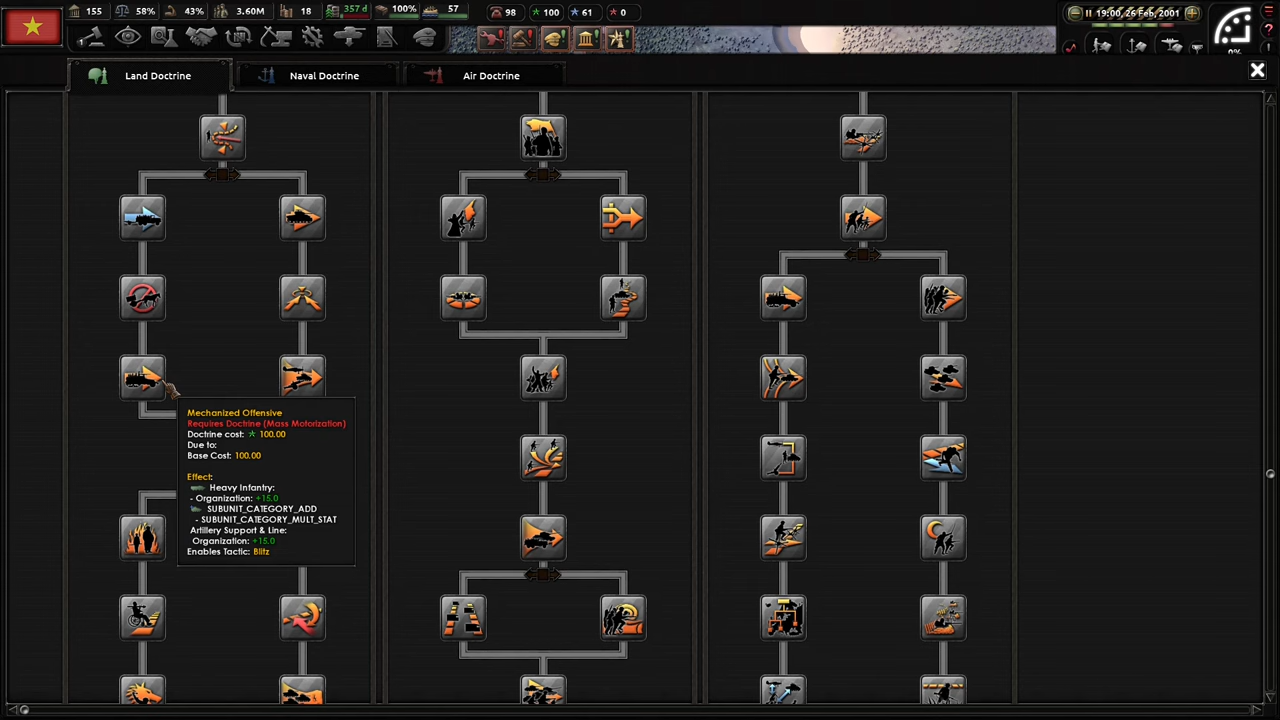 155
58%
43%
3.60M
18
357 d
100%
57
98
100
61
0
19:00, 26 Feb, 2001
0%
Land Doctrine
Naval Doctrine
Air Doctrine
Mechanized Offensive
Requires Doctrine (Mass Motorization)
Doctrine cost: 100.00
Due to:
Base Cost: 100.00
Effect:
Heavy Infantry:
- Organization: +15.0
SUBUNIT_CATEGORY_ADD
- SUBUNIT_CATEGORY_MULT_STAT
Artillery Support & Line:
Organization: +15.0
Enables Tactic: Blitz